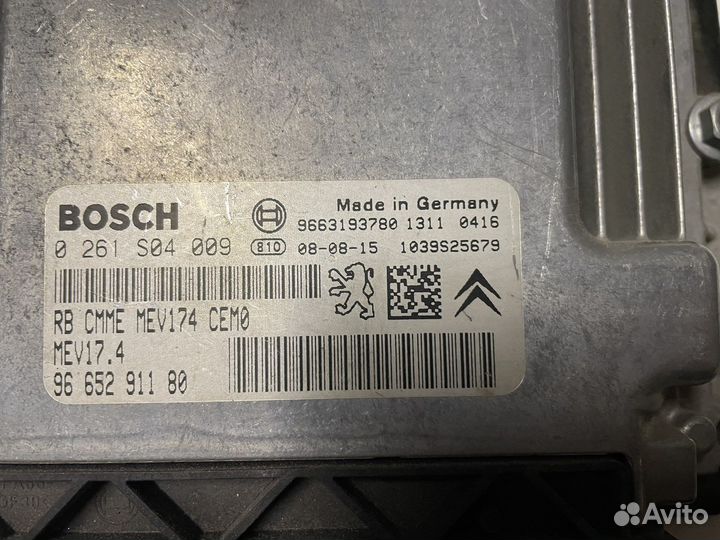 BOSCH
Made in Germany
9663193780 1311 0416
0 261 S04 009
810
08-08-15
1039S25679
RB CMME MEV174 CEM0
MEV17.4
96 652 911 80
Avito